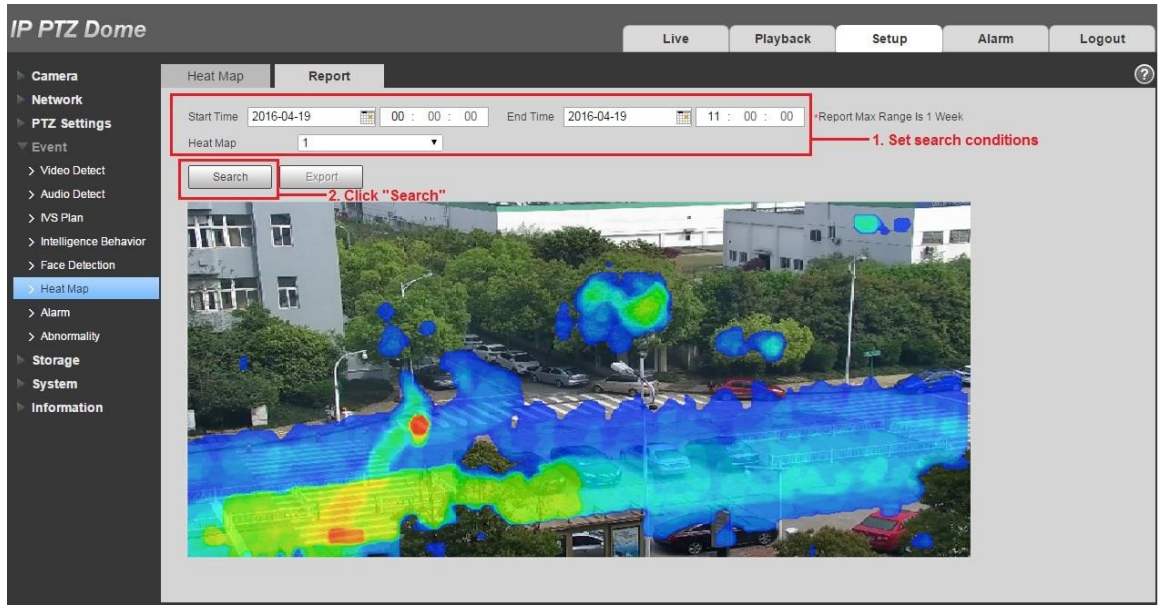 IP PTZ Dome
Live
Playback
Setup
Alarm
Logout
Camera
Network
PTZ Settings
Event
Video Detect
Audio Detect
IVS Plan
Intelligence Behavior
Face Detection
Heat Map
Alarm
Abnormality
Storage
System
Information
Heat Map
Report
?
Start Time 2016-04-19 00 : 00 : 00 End Time 2016-04-19 11 : 00 : 00 *Report Max Range Is 1 Week
Heat Map 1
1. Set search conditions
Search Export
2. Click "Search"